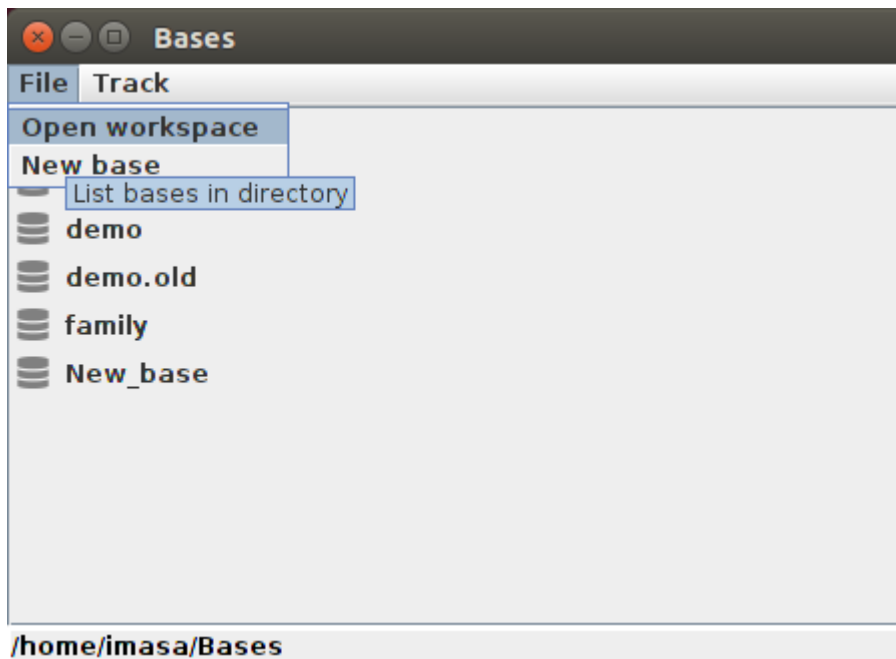 Bases
File Track
Open workspace
New base
List bases in directory
demo
demo.old
family
New_base
/home/imasa/Bases